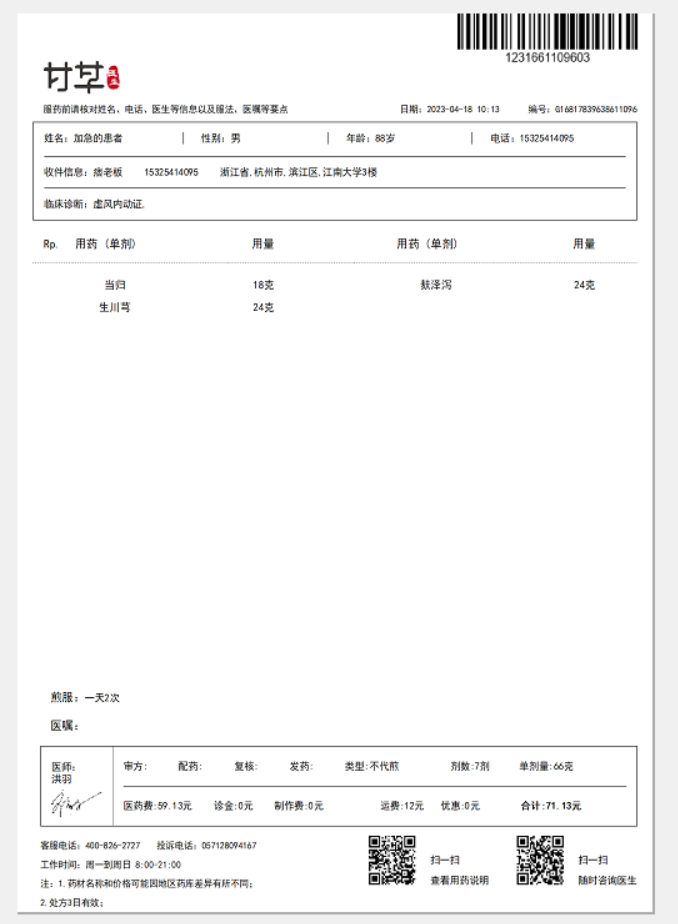 1231661109603
甘草医生
服药前请核对姓名、电话、医生等信息以及服法、医嘱等要点 日期：2023-04-18 10:13 编号：G16817839638611096
姓名：加急的患者 | 性别：男 | 年龄：88岁 | 电话：15325414095
收件信息：痞老板 15325414095 浙江省,杭州市,滨江区,江南大学3楼
临床诊断：虚风内动证.
Rp. 用药（单剂） 用量 用药（单剂） 用量
当归 18克 麸泽泻 24克
生川芎 24克
煎服：一天2次
医嘱：
医师： 审方： 配药： 复核： 发药： 类型:不代煎 剂数:7剂 单剂量:66克
洪羽
医药费:59.13元 诊金:0元 制作费:0元 运费:12元 优惠:0元 合计:71.13元
客服电话：400-826-2727 投诉电话：057128094167
工作时间：周一到周日 8:00-21:00
注：1.药材名称和价格可能因地区药库差异有所不同；
2.处方3日有效；
扫一扫
查看用药说明
扫一扫
随时咨询医生